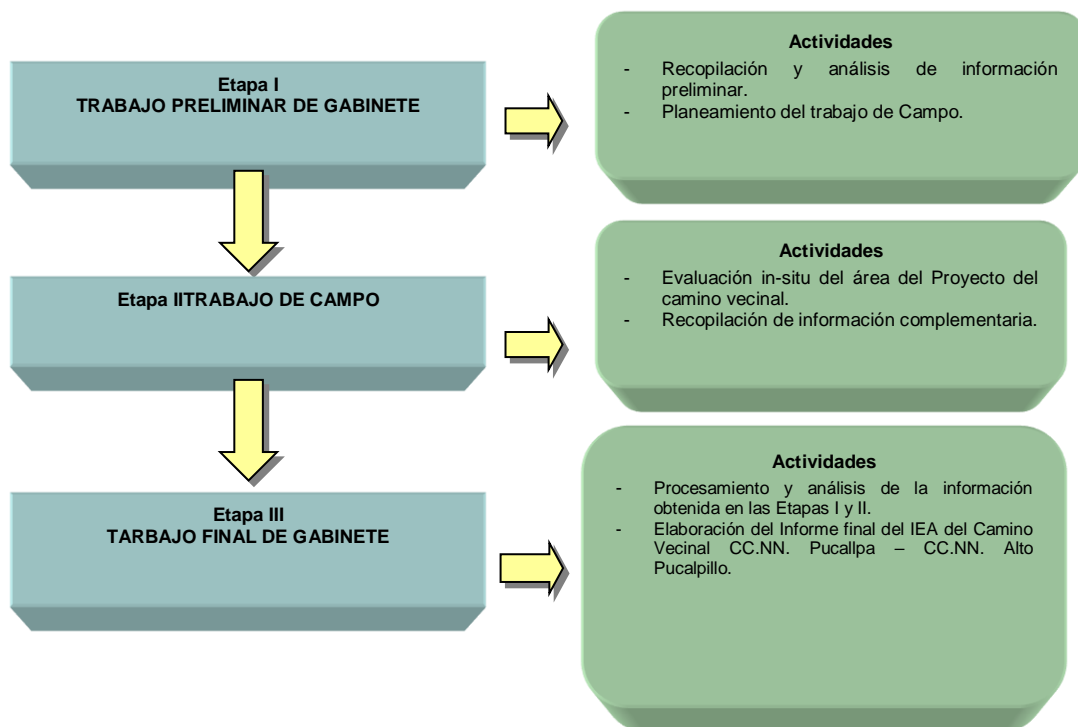 Etapa I
TRABAJO PRELIMINAR DE GABINETE
Actividades
- Recopilación y análisis de información
preliminar.
- Planeamiento del trabajo de Campo.
Etapa IITRABAJO DE CAMPO
Actividades
- Evaluación in-situ del área del Proyecto del
camino vecinal.
- Recopilación de información complementaria.
Etapa III
TARBAJO FINAL DE GABINETE
Actividades
- Procesamiento y análisis de la información
obtenida en las Etapas I y II.
- Elaboración del Informe final del IEA del Camino
Vecinal CC.NN. Pucallpa – CC.NN. Alto
Pucalpillo.